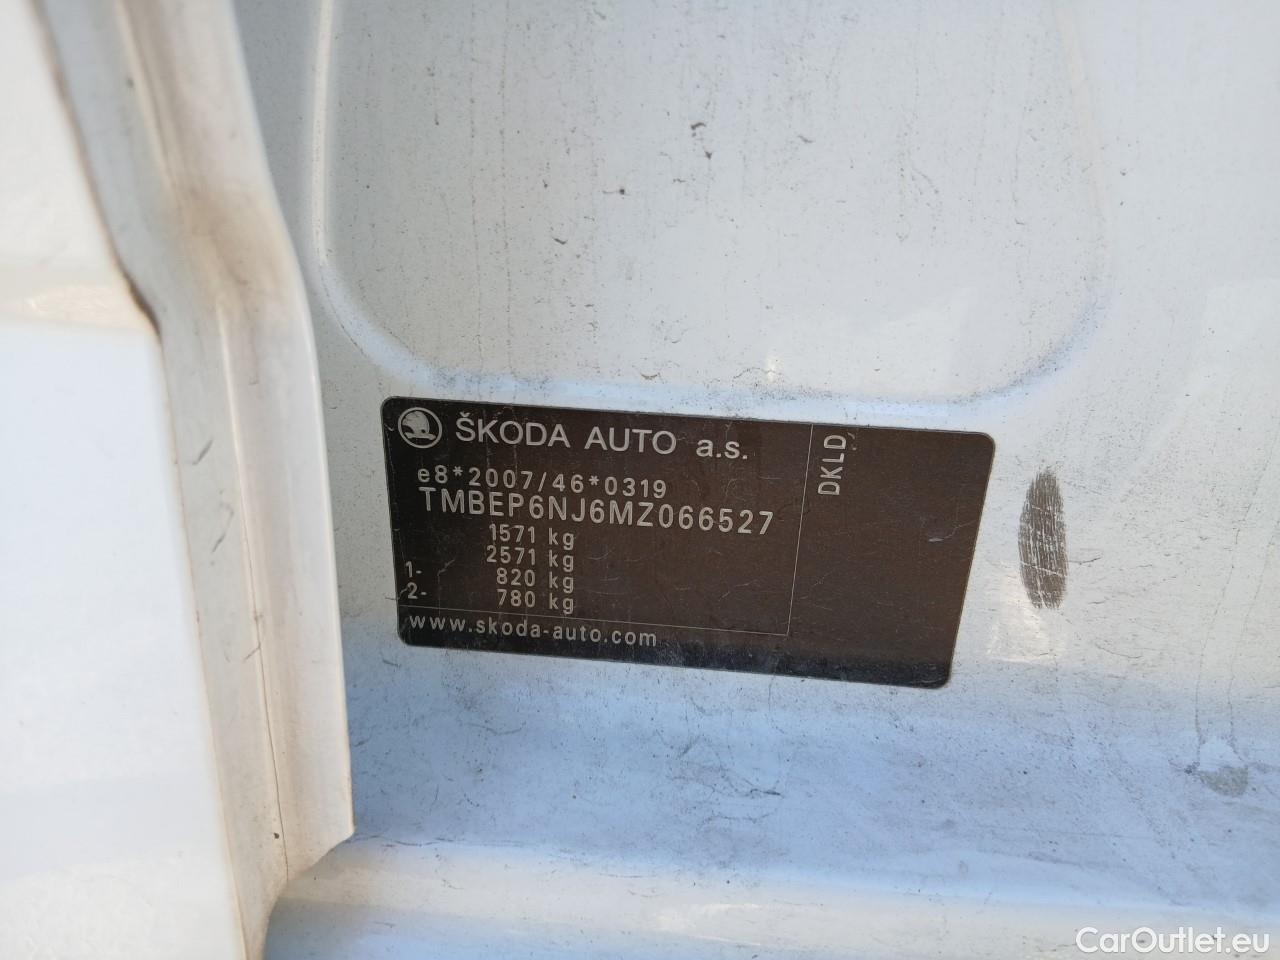 ŠKODA AUTO a.s.
e8*2007/46*0319
TMBEP6NJ6MZ066527
1571 kg
2571 kg
1- 820 kg
2- 780 kg
www.skoda-auto.com
DKLD
CarOutlet.eu